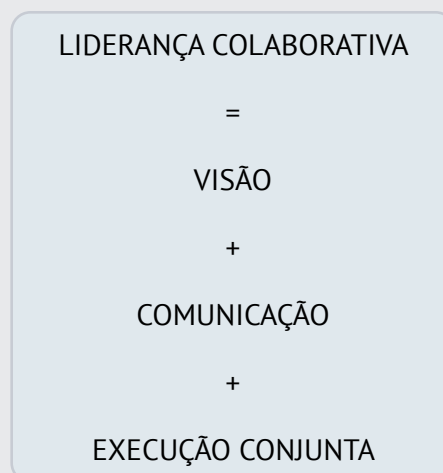 LIDERANÇA COLABORATIVA
=
VISÃO
+
COMUNICAÇÃO
+
EXECUÇÃO CONJUNTA